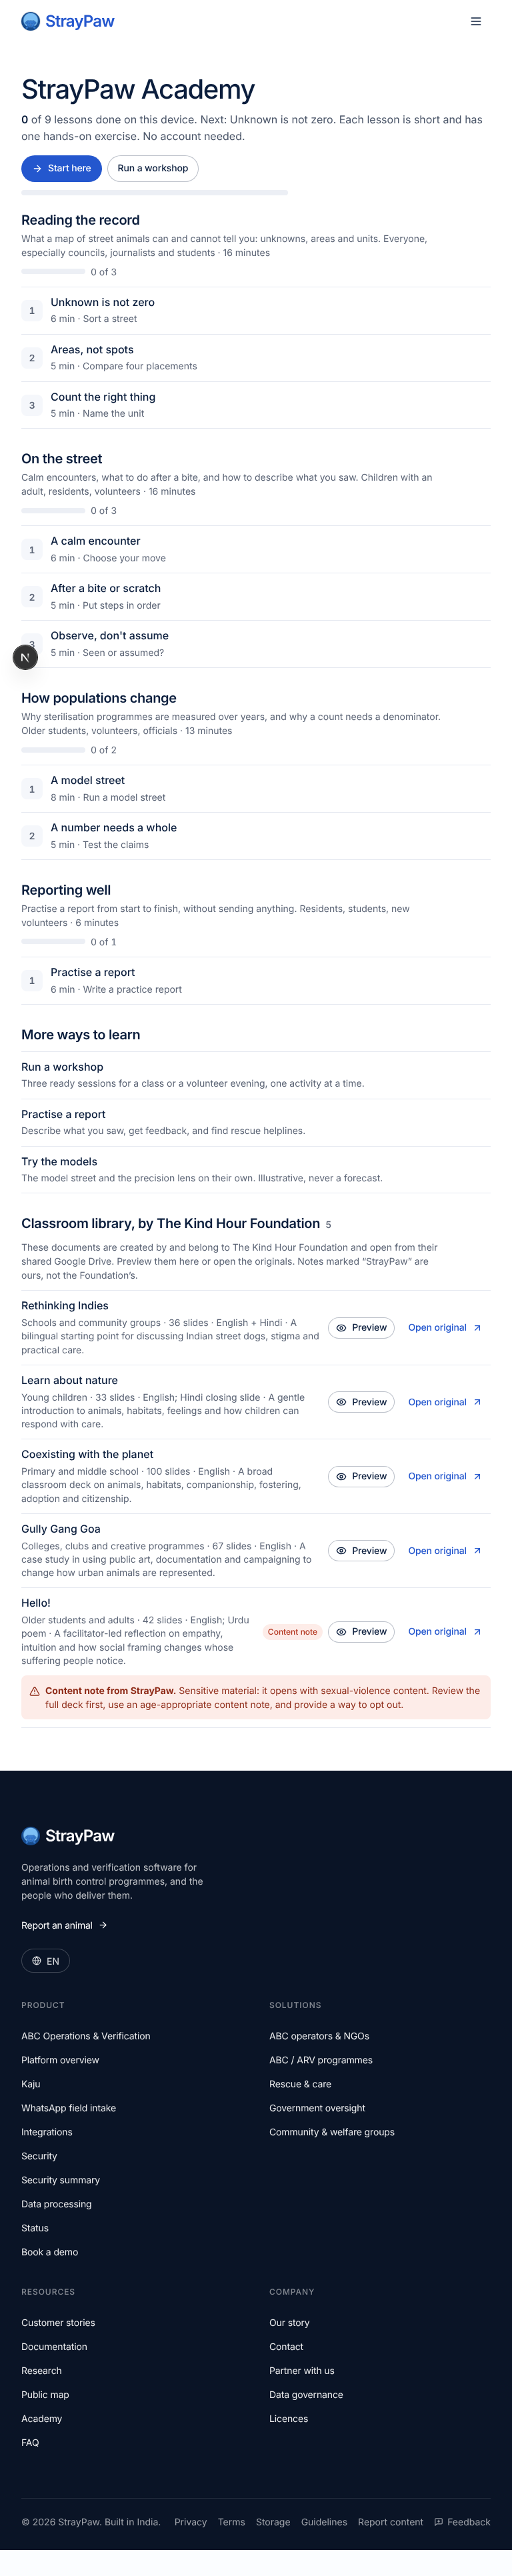 StrayPaw
StrayPaw Academy
0 of 9 lessons done on this device. Next: Unknown is not zero. Each lesson is short and has
one hands-on exercise. No account needed.
Start here
Run a workshop
Reading the record
What a map of street animals can and cannot tell you: unknowns, areas and units. Everyone,
especially councils, journalists and students · 16 minutes
0 of 3
1
Unknown is not zero
6 min · Sort a street
2
Areas, not spots
5 min · Compare four placements
3
Count the right thing
5 min · Name the unit
On the street
Calm encounters, what to do after a bite, and how to describe what you saw. Children with an
adult, residents, volunteers · 16 minutes
0 of 3
1
A calm encounter
6 min · Choose your move
2
After a bite or scratch
5 min · Put steps in order
3
Observe, don't assume
5 min · Seen or assumed?
N
How populations change
Why sterilisation programmes are measured over years, and why a count needs a denominator.
Older students, volunteers, officials · 13 minutes
0 of 2
1
A model street
8 min · Run a model street
2
A number needs a whole
5 min · Test the claims
Reporting well
Practise a report from start to finish, without sending anything. Residents, students, new
volunteers · 6 minutes
0 of 1
1
Practise a report
6 min · Write a practice report
More ways to learn
Run a workshop
Three ready sessions for a class or a volunteer evening, one activity at a time.
Practise a report
Describe what you saw, get feedback, and find rescue helplines.
Try the models
The model street and the precision lens on their own. Illustrative, never a forecast.
Classroom library, by The Kind Hour Foundation 5
These documents are created by and belong to The Kind Hour Foundation and open from their
shared Google Drive. Preview them here or open the originals. Notes marked “StrayPaw” are
ours, not the Foundation’s.
Rethinking Indies
Schools and community groups · 36 slides · English + Hindi · A
bilingual starting point for discussing Indian street dogs, stigma and
practical care.
Preview
Open original
Learn about nature
Young children · 33 slides · English; Hindi closing slide · A gentle
introduction to animals, habitats, feelings and how children can
respond with care.
Preview
Open original
Coexisting with the planet
Primary and middle school · 100 slides · English · A broad
classroom deck on animals, habitats, companionship, fostering,
adoption and citizenship.
Preview
Open original
Gully Gang Goa
Colleges, clubs and creative programmes · 67 slides · English · A
case study in using public art, documentation and campaigning to
change how urban animals are represented.
Preview
Open original
Hello!
Older students and adults · 42 slides · English; Urdu
poem · A facilitator-led reflection on empathy,
intuition and how social framing changes whose
suffering people notice.
Content note
Preview
Open original
Content note from StrayPaw. Sensitive material: it opens with sexual-violence content. Review the
full deck first, use an age-appropriate content note, and provide a way to opt out.
StrayPaw
Operations and verification software for
animal birth control programmes, and the
people who deliver them.
Report an animal
EN
PRODUCT
ABC Operations & Verification
Platform overview
Kaju
WhatsApp field intake
Integrations
Security
Security summary
Data processing
Status
Book a demo
SOLUTIONS
ABC operators & NGOs
ABC / ARV programmes
Rescue & care
Government oversight
Community & welfare groups
RESOURCES
Customer stories
Documentation
Research
Public map
Academy
FAQ
COMPANY
Our story
Contact
Partner with us
Data governance
Licences
© 2026 StrayPaw. Built in India.
Privacy
Terms
Storage
Guidelines
Report content
Feedback